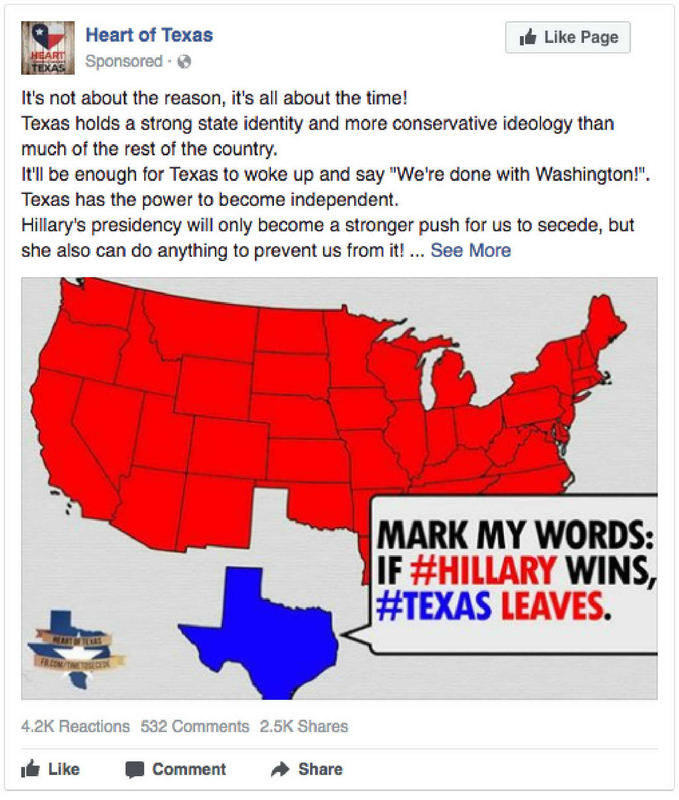 Heart of Texas
Like Page
Sponsored ·
HEART
TEXAS
It's not about the reason, it's all about the time!
Texas holds a strong state identity and more conservative ideology than
much of the rest of the country.
It'll be enough for Texas to woke up and say "We're done with Washington!".
Texas has the power to become independent.
Hillary's presidency will only become a stronger push for us to secede, but
she also can do anything to prevent us from it! ... See More
MARK MY WORDS:
IF #HILLARY WINS,
#TEXAS LEAVES.
HEART OF TEXAS
FB.COM/TIMETOSECEDE
4.2K Reactions 532 Comments 2.5K Shares
Like Comment Share